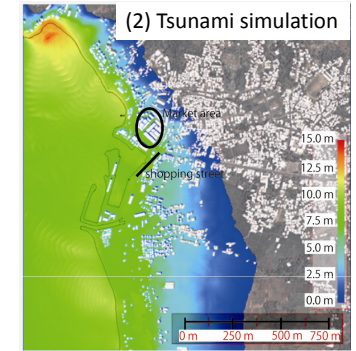 (2) Tsunami simulation
Market area
shopping street
15.0 m
12.5 m
10.0 m
7.5 m
5.0 m
2.5 m
0.0 m
0 m 250 m 500 m 750 m